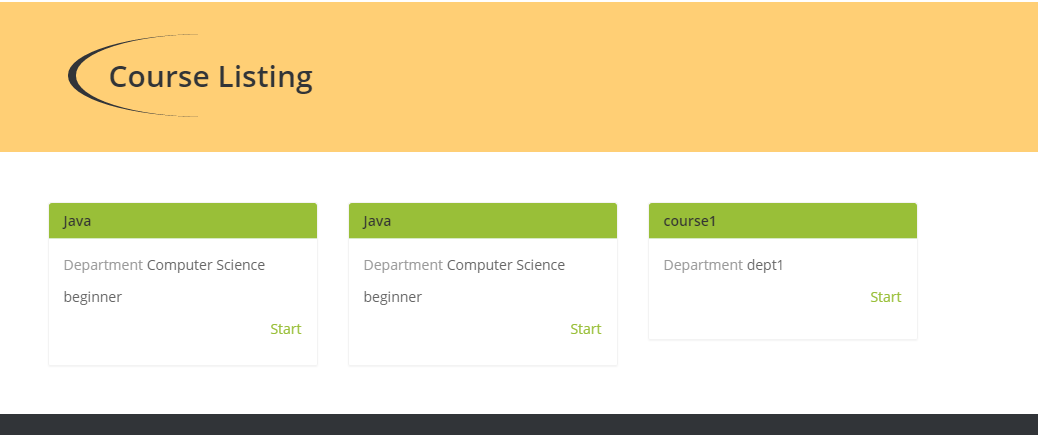 Course Listing
Java
Department Computer Science
beginner
Start
Java
Department Computer Science
beginner
Start
course1
Department dept1
Start